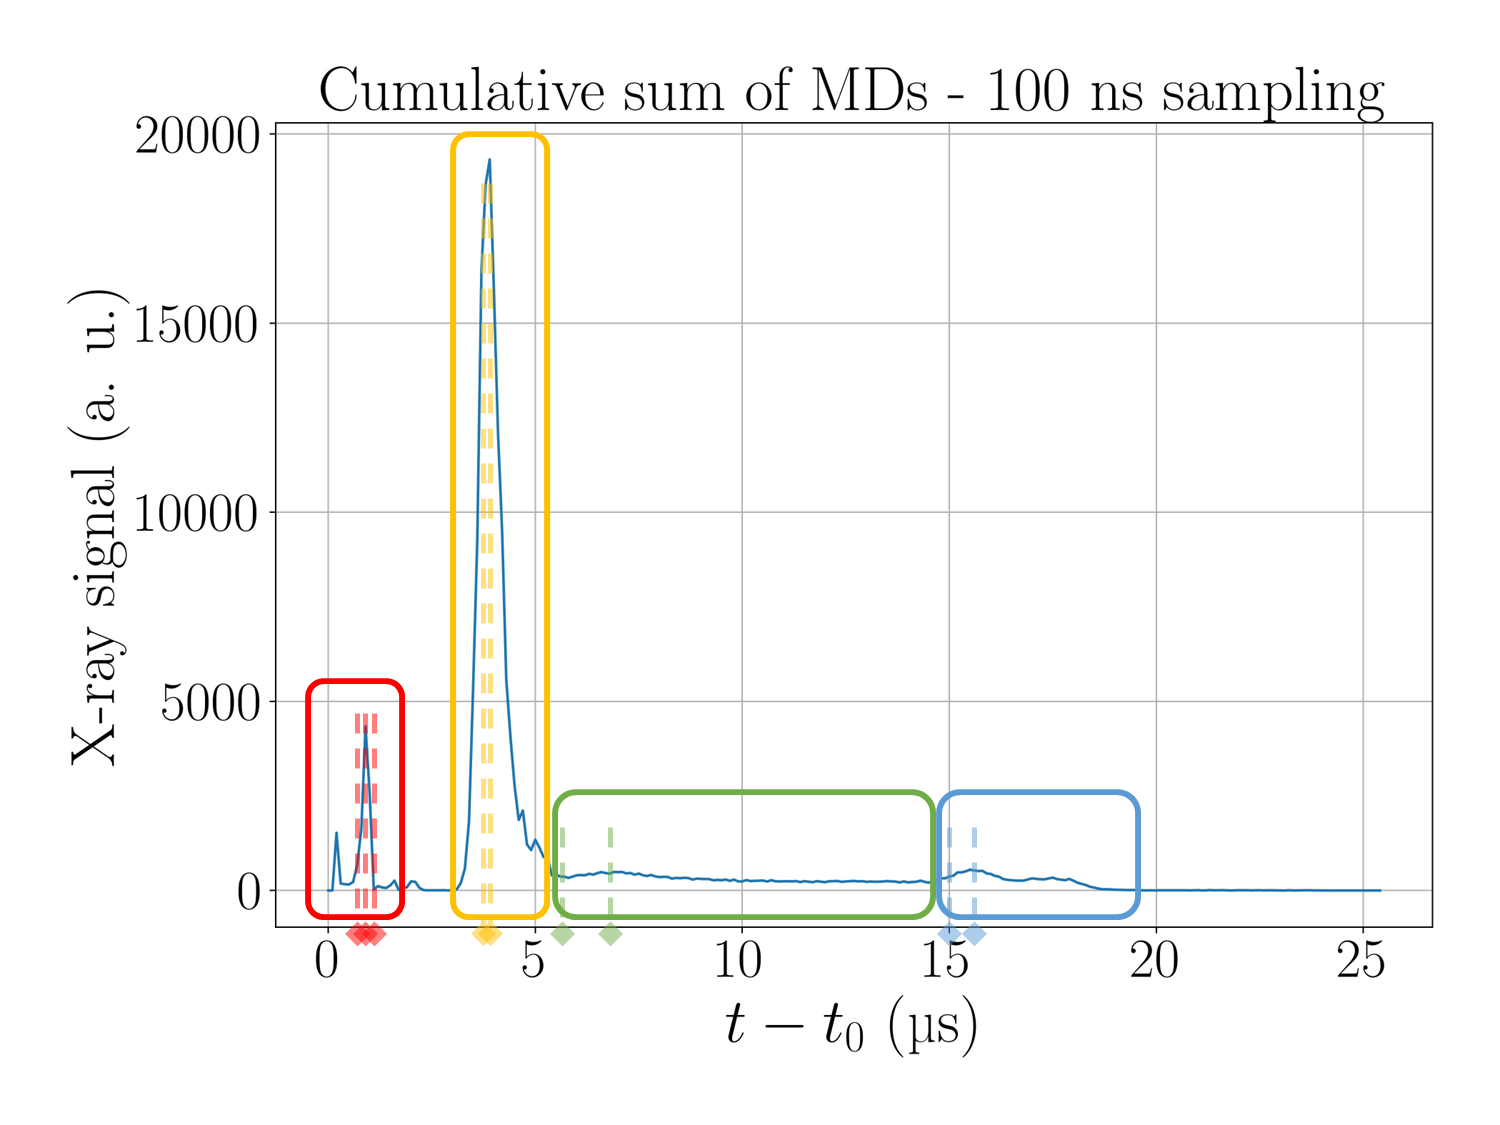 Cumulative sum of MDs - 100 ns sampling
20000
15000
10000
5000
0
X-ray signal (a. u.)
0 5 10 15 20 25
t − t₀ (µs)